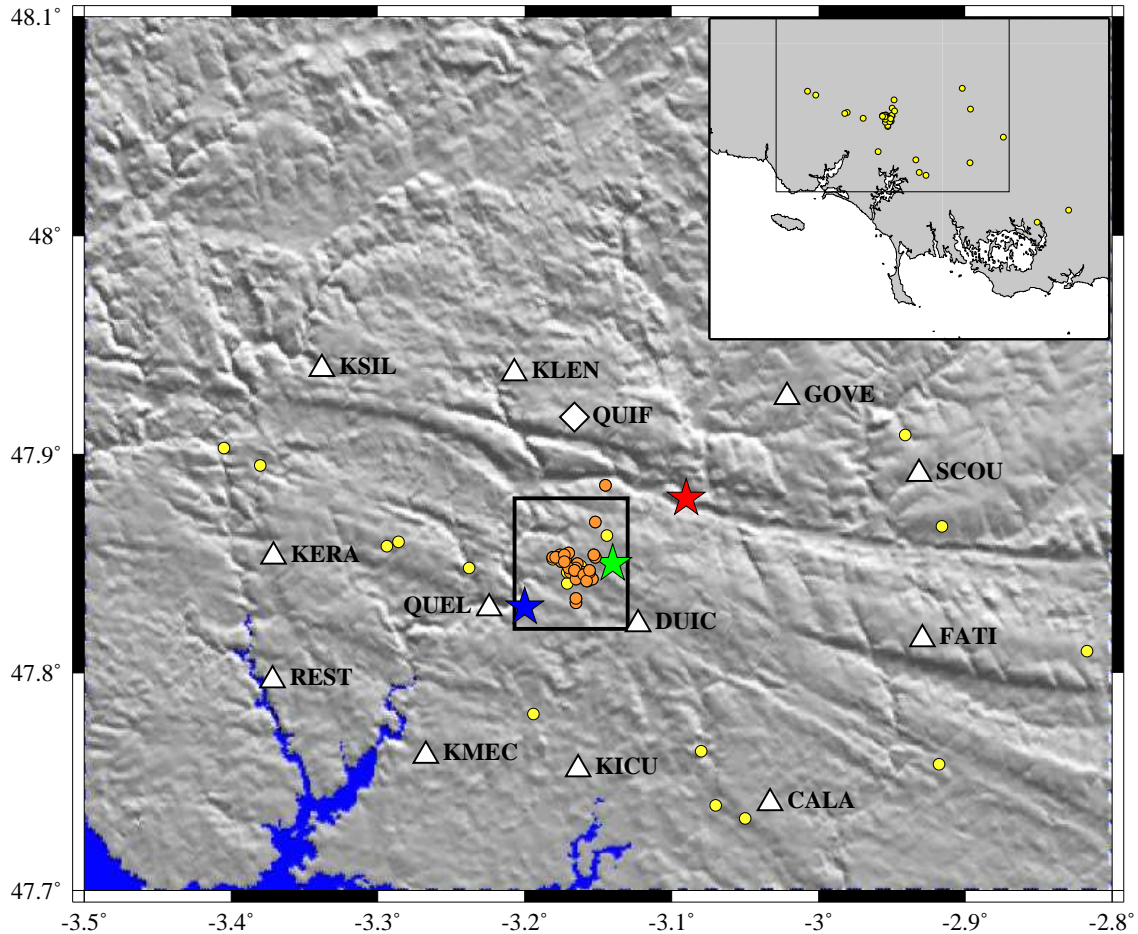 48.1˚
48˚
47.9˚
47.8˚
47.7˚
KSIL
KLEN
GOVE
QUIF
SCOU
KERA
QUEL
DUIC
FATI
REST
KMEC
KICU
CALA
-3.5˚ -3.4˚ -3.3˚ -3.2˚ -3.1˚ -3˚ -2.9˚ -2.8˚